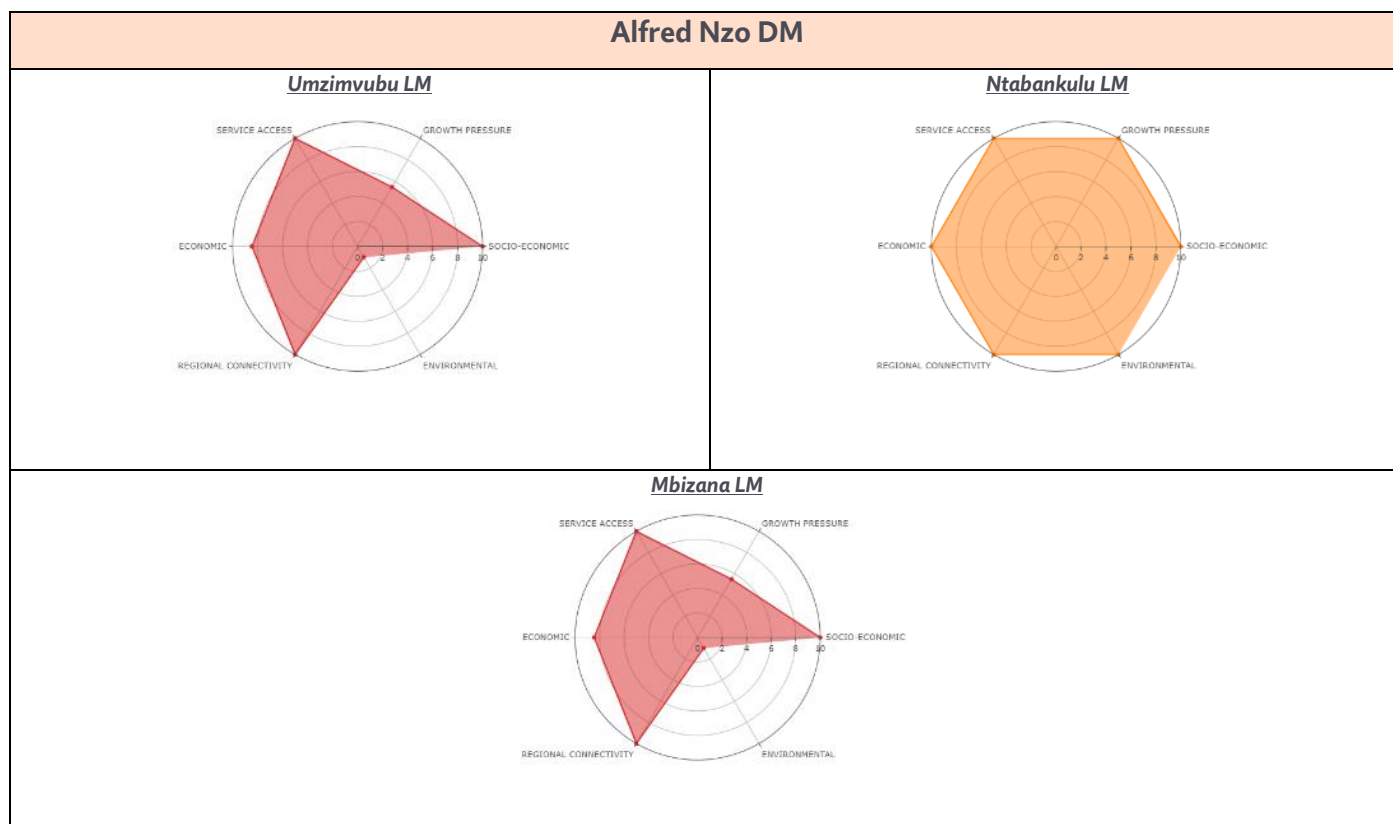 Alfred Nzo DM
Umzimvubu LM
SERVICE ACCESS
GROWTH PRESSURE
ECONOMIC
0 2 4 6 8 10
SOCIO-ECONOMIC
REGIONAL CONNECTIVITY
ENVIRONMENTAL
Ntabankulu LM
SERVICE ACCESS
GROWTH PRESSURE
ECONOMIC
0 2 4 6 8 10
SOCIO-ECONOMIC
REGIONAL CONNECTIVITY
ENVIRONMENTAL
Mbizana LM
SERVICE ACCESS
GROWTH PRESSURE
ECONOMIC
0 2 4 6 8 10
SOCIO-ECONOMIC
REGIONAL CONNECTIVITY
ENVIRONMENTAL